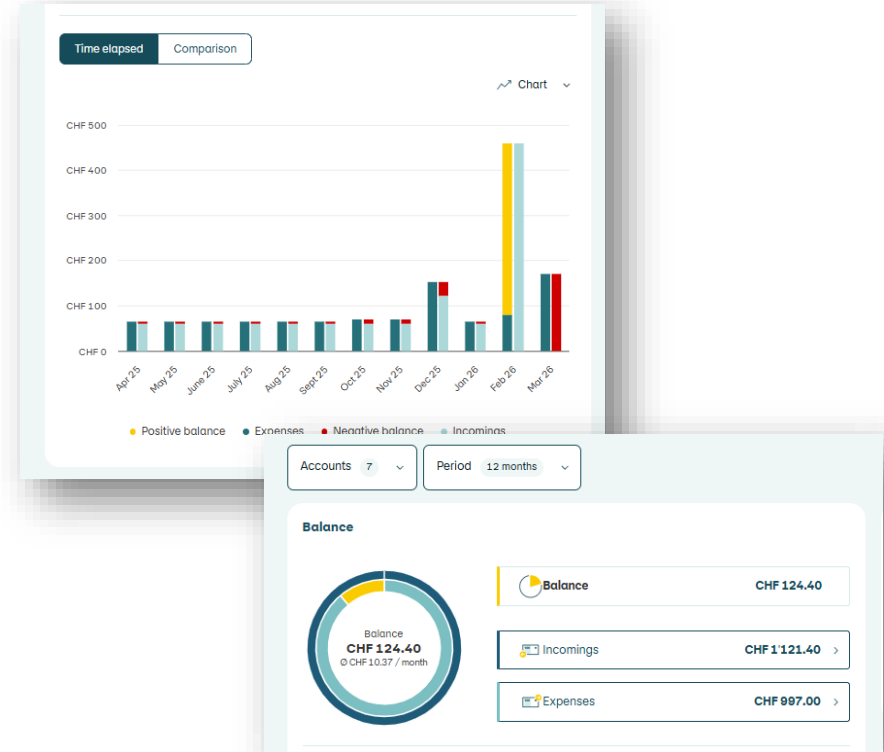 Time elapsed Comparison
Chart
CHF 500
CHF 400
CHF 300
CHF 200
CHF 100
CHF 0
Apr 25 May 25 June 25 July 25 Aug 25 Sept 25 Oct 25 Nov 25 Dec 25 Jan 26 Feb 26 Mar 26
Positive balance Expenses Negative balance Incomings
Accounts 7 Period 12 months
Balance
Balance
CHF 124.40
Ø CHF 10.37 / month
Balance CHF 124.40
Incomings CHF 1'121.40
Expenses CHF 997.00